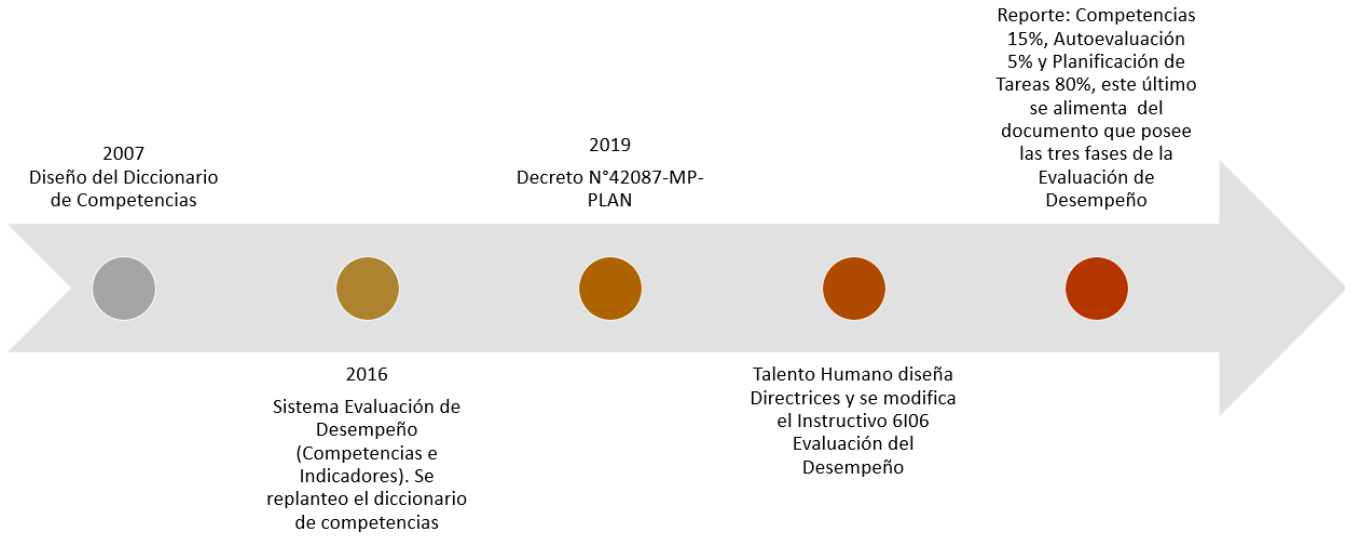 2007
Diseño del Diccionario
de Competencias
2016
Sistema Evaluación de
Desempeño
(Competencias e
Indicadores). Se
replanteo el diccionario
de competencias
2019
Decreto N°42087-MP-
PLAN
Talento Humano diseña
Directrices y se modifica
el Instructivo 6I06
Evaluación del
Desempeño
Reporte: Competencias
15%, Autoevaluación
5% y Planificación de
Tareas 80%, este último
se alimenta  del
documento que posee
las tres fases de la
Evaluación de
Desempeño